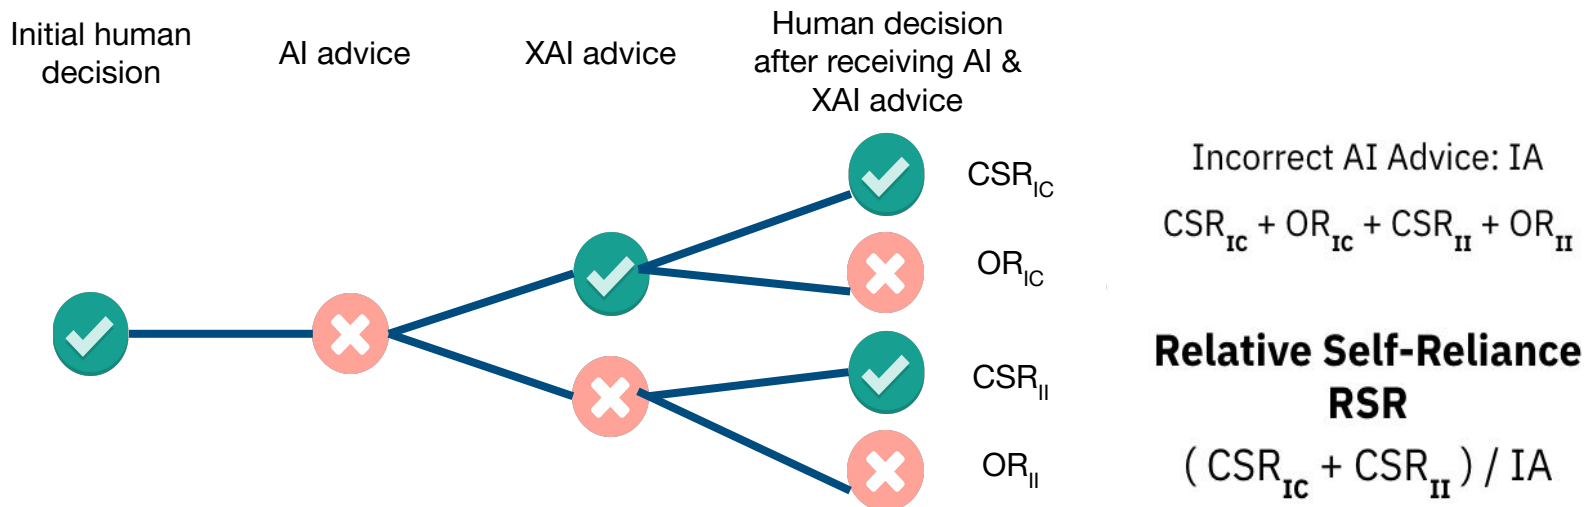 Initial human
decision
AI advice
XAI advice
Human decision
after receiving AI &
XAI advice
CSR_IC
OR_IC
CSR_II
OR_II
Incorrect AI Advice: IA
CSR_IC + OR_IC + CSR_II + OR_II
Relative Self-Reliance
RSR
( CSR_IC + CSR_II ) / IA